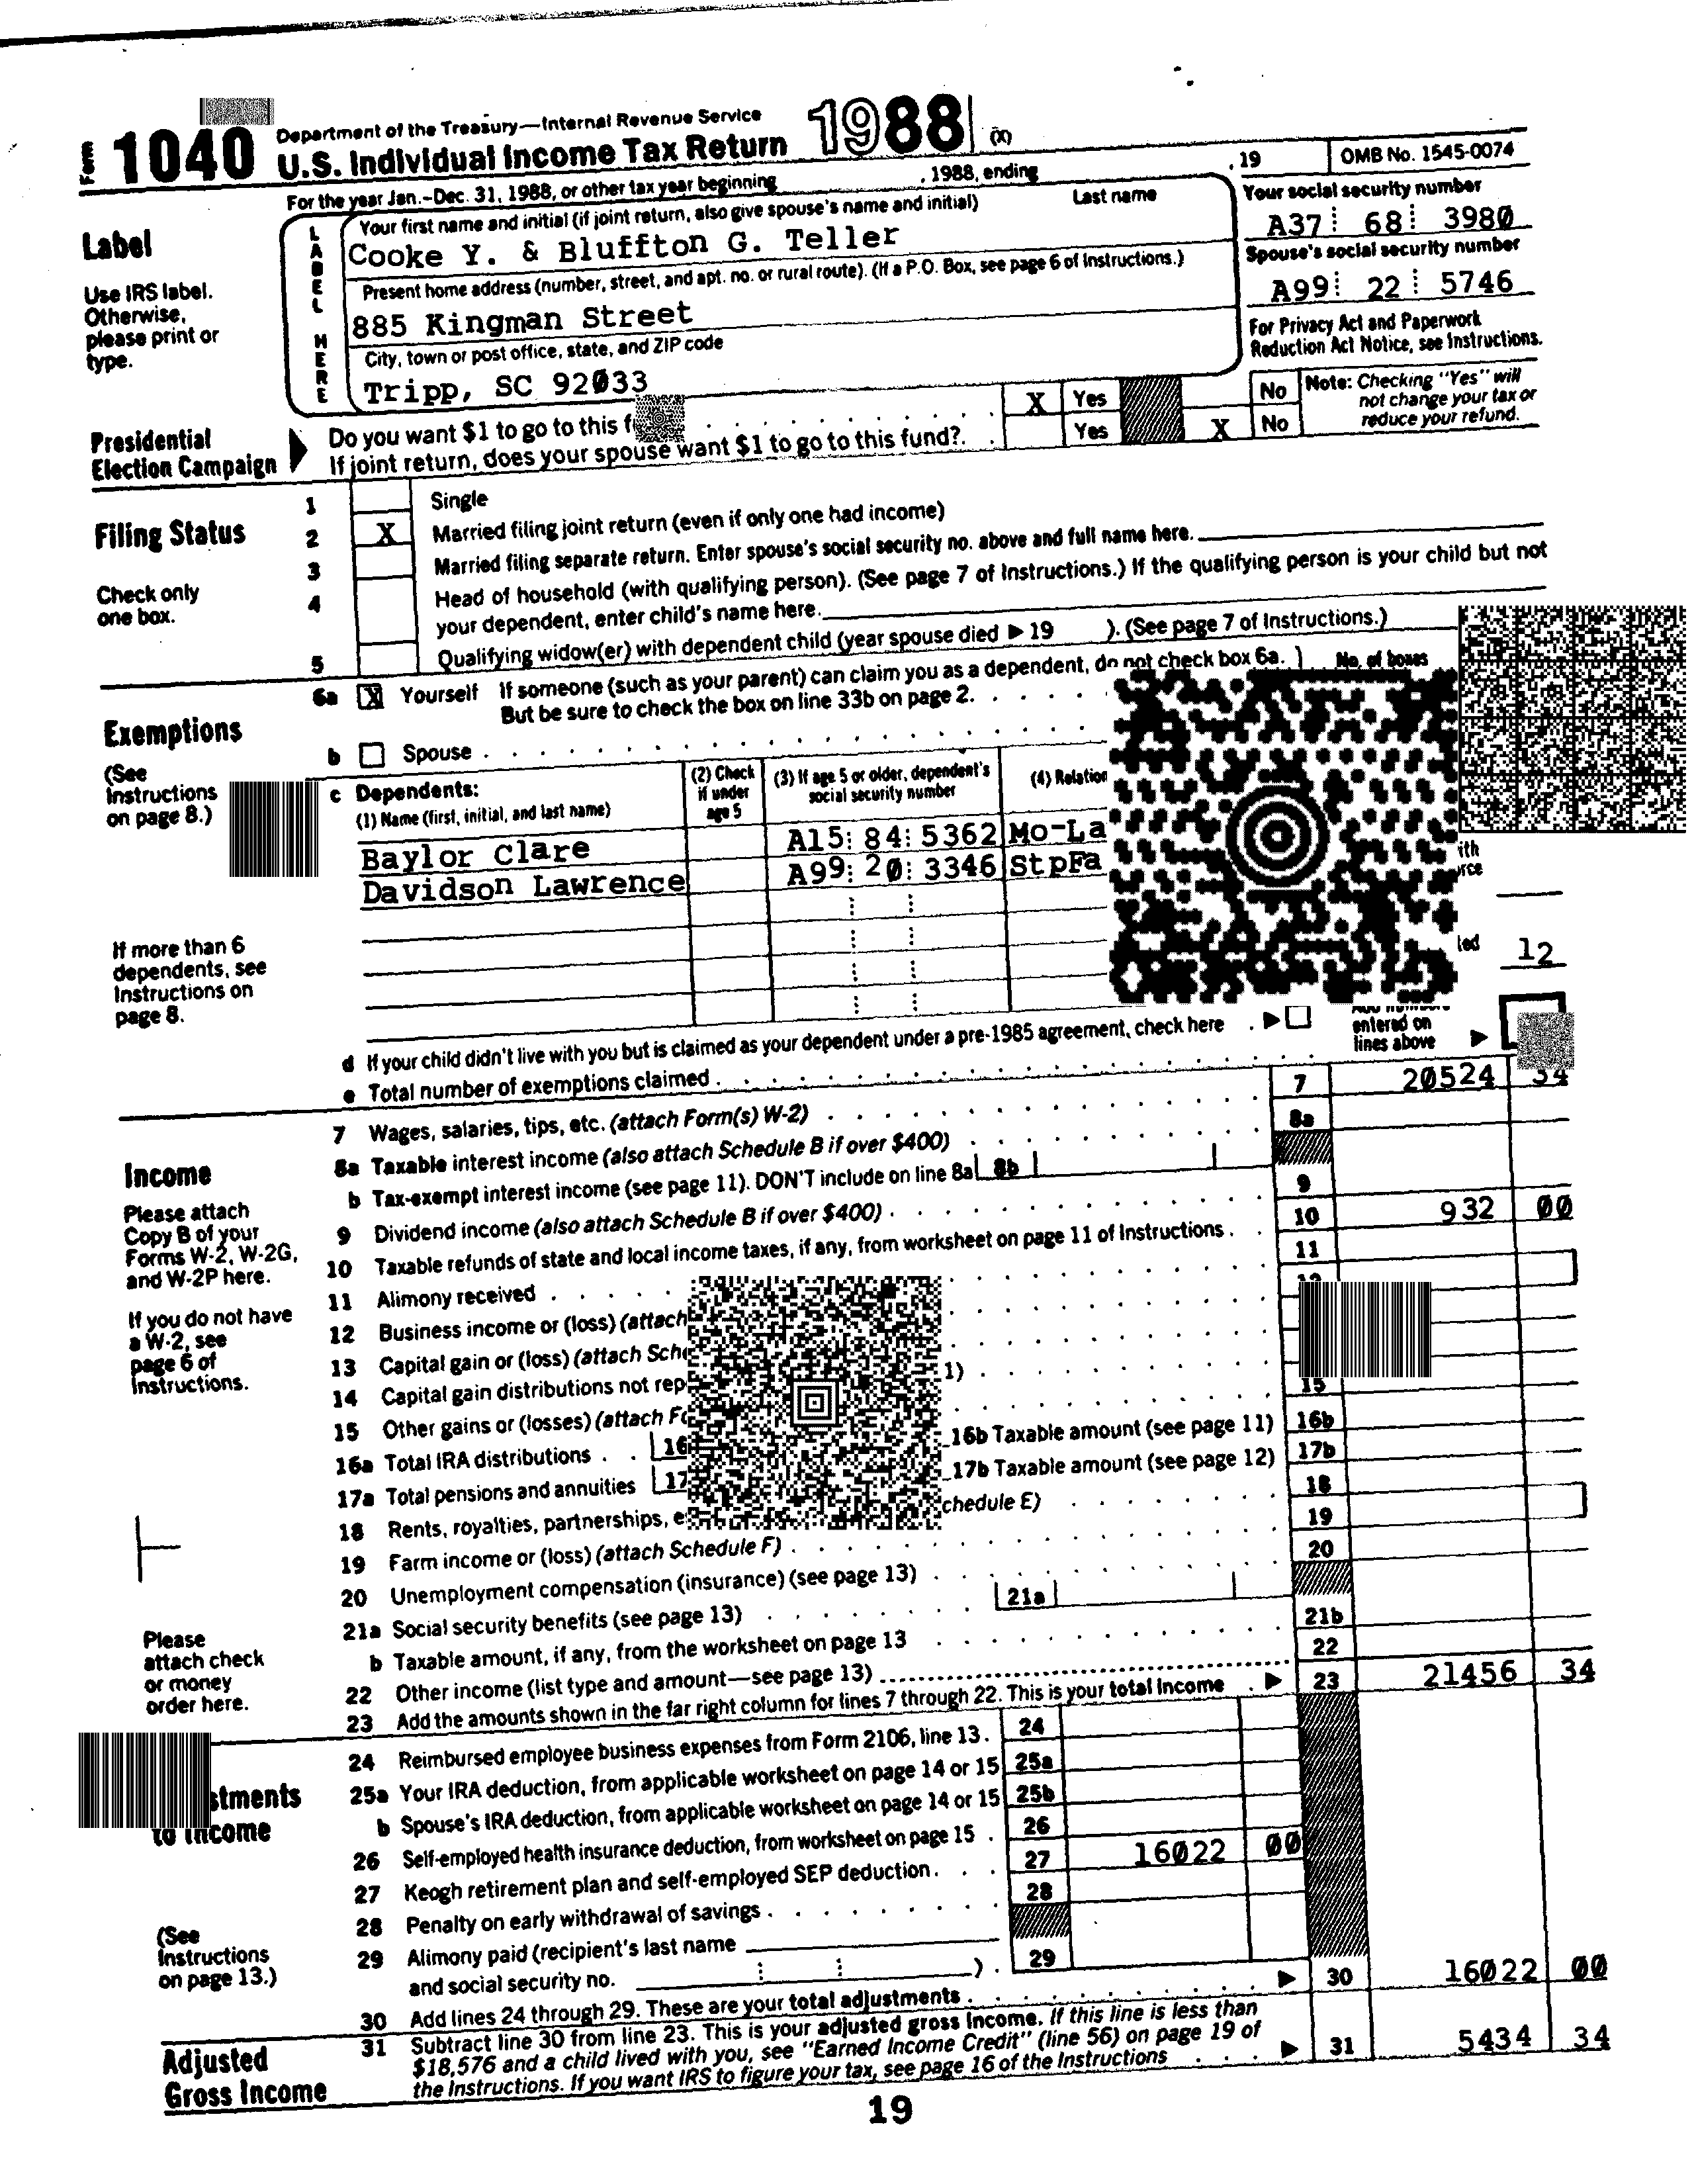 Form 1040 Department of the Treasury—Internal Revenue Service
U.S. Individual Income Tax Return 1988 (X)
For the year Jan.–Dec. 31, 1988, or other tax year beginning , 1988, ending , 19 OMB No. 1545-0074
Label
Use IRS label.
Otherwise,
please print or
type.
LABEL HERE
Your first name and initial (if joint return, also give spouse's name and initial) Last name
Cooke Y. & Bluffton G. Teller
Present home address (number, street, and apt. no. or rural route). (If a P.O. Box, see page 6 of Instructions.)
885 Kingman Street
City, town or post office, state, and ZIP code
Tripp, SC 92033
Your social security number
A37 68 3980
Spouse's social security number
A99 22 5746
For Privacy Act and Paperwork
Reduction Act Notice, see Instructions.
Presidential
Election Campaign
Do you want $1 to go to this X Yes No
If joint return, does your spouse want $1 to go to this fund? . Yes X No
Note: Checking "Yes" will
not change your tax or
reduce your refund.
Filing Status
Check only
one box.
1 Single
2 X Married filing joint return (even if only one had income)
3 Married filing separate return. Enter spouse's social security no. above and full name here.
4 Head of household (with qualifying person). (See page 7 of Instructions.) If the qualifying person is your child but not
your dependent, enter child's name here.
5 Qualifying widow(er) with dependent child (year spouse died ▶ 19 ). (See page 7 of Instructions.)
Exemptions
(See
Instructions
on page 8.)
If more than 6
dependents, see
Instructions on
page 8.
6a X Yourself If someone (such as your parent) can claim you as a dependent, do not check box 6a. ) No. of boxes
But be sure to check the box on line 33b on page 2.
b Spouse
c Dependents:
(1) Name (first, initial, and last name)
(2) Check
if under
age 5
(3) If age 5 or older, dependent's
social security number
(4)
Baylor Clare A15 84 5362 Mo-La
Davidson Lawrence A99 20 3346 StpFa
12
d If your child didn't live with you but is claimed as your dependent under a pre-1985 agreement, check here ▶
e Total number of exemptions claimed
entered on
lines above ▶
Income
Please attach
Copy B of your
Forms W-2, W-2G,
and W-2P here.
If you do not have
a W-2, see
page 6 of
Instructions.
Please
attach check
or money
order here.
7 Wages, salaries, tips, etc. (attach Form(s) W-2) 7 20524 34
8a Taxable interest income (also attach Schedule B if over $400) 8a
b Tax-exempt interest income (see page 11). DON'T include on line 8a 8b
9 Dividend income (also attach Schedule B if over $400) 9
10 Taxable refunds of state and local income taxes, if any, from worksheet on page 11 of Instructions 10 932 00
11 Alimony received 11
12 Business income or (loss) (attach
13 Capital gain or (loss) (attach
14 Capital gain distributions not 1)
15 Other gains or (losses) (attach 15
16a Total IRA distributions 16b Taxable amount (see page 11) 16b
17a Total pensions and annuities 17b Taxable amount (see page 12) 17b
18 Rents, royalties, partnerships, chedule E) 18
19 Farm income or (loss) (attach Schedule F) 19
20 Unemployment compensation (insurance) (see page 13) 20
21a Social security benefits (see page 13) 21a
b Taxable amount, if any, from the worksheet on page 13 21b
22 Other income (list type and amount—see page 13) 22
23 Add the amounts shown in the far right column for lines 7 through 22. This is your total income ▶ 23 21456 34
stments
to Income
(See
Instructions
on page 13.)
24 Reimbursed employee business expenses from Form 2106, line 13. 24
25a Your IRA deduction, from applicable worksheet on page 14 or 15 25a
b Spouse's IRA deduction, from applicable worksheet on page 14 or 15 25b
26 Self-employed health insurance deduction, from worksheet on page 15 26
27 Keogh retirement plan and self-employed SEP deduction 27 16022 00
28 Penalty on early withdrawal of savings 28
29 Alimony paid (recipient's last name
and social security no. ) . 29
30 Add lines 24 through 29. These are your total adjustments ▶ 30 16022 00
Adjusted
Gross Income
31 Subtract line 30 from line 23. This is your adjusted gross income. If this line is less than
$18,576 and a child lived with you, see "Earned Income Credit" (line 56) on page 19 of
the Instructions. If you want IRS to figure your tax, see page 16 of the Instructions ▶ 31 5434 34
19